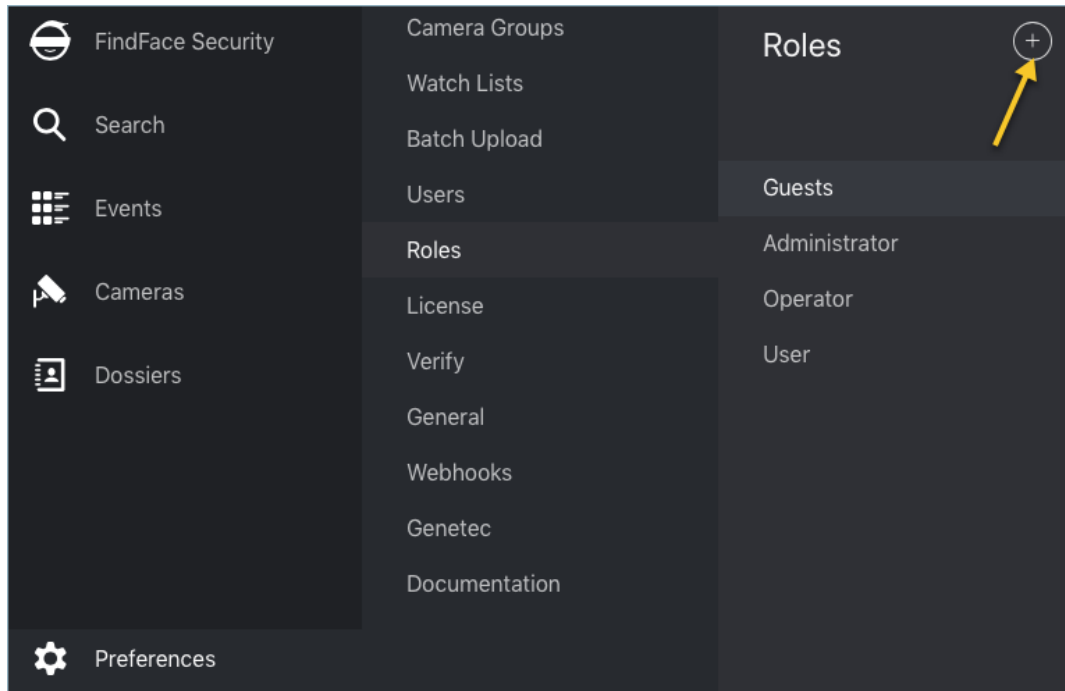 FindFace Security
Search
Events
Cameras
Dossiers
Preferences
Camera Groups
Watch Lists
Batch Upload
Users
Roles
License
Verify
General
Webhooks
Genetec
Documentation
Roles
Guests
Administrator
Operator
User